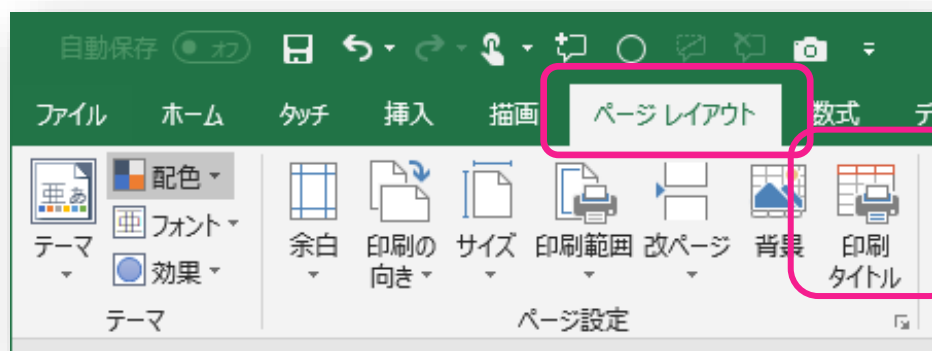 自動保存 オフ
ファイル ホーム タッチ 挿入 描画 ページ レイアウト 数式
亜あ
テーマ
配色
亜 フォント
効果
余白
印刷の
向き
サイズ
印刷範囲
改ページ
背景
印刷
タイトル
テーマ
ページ設定